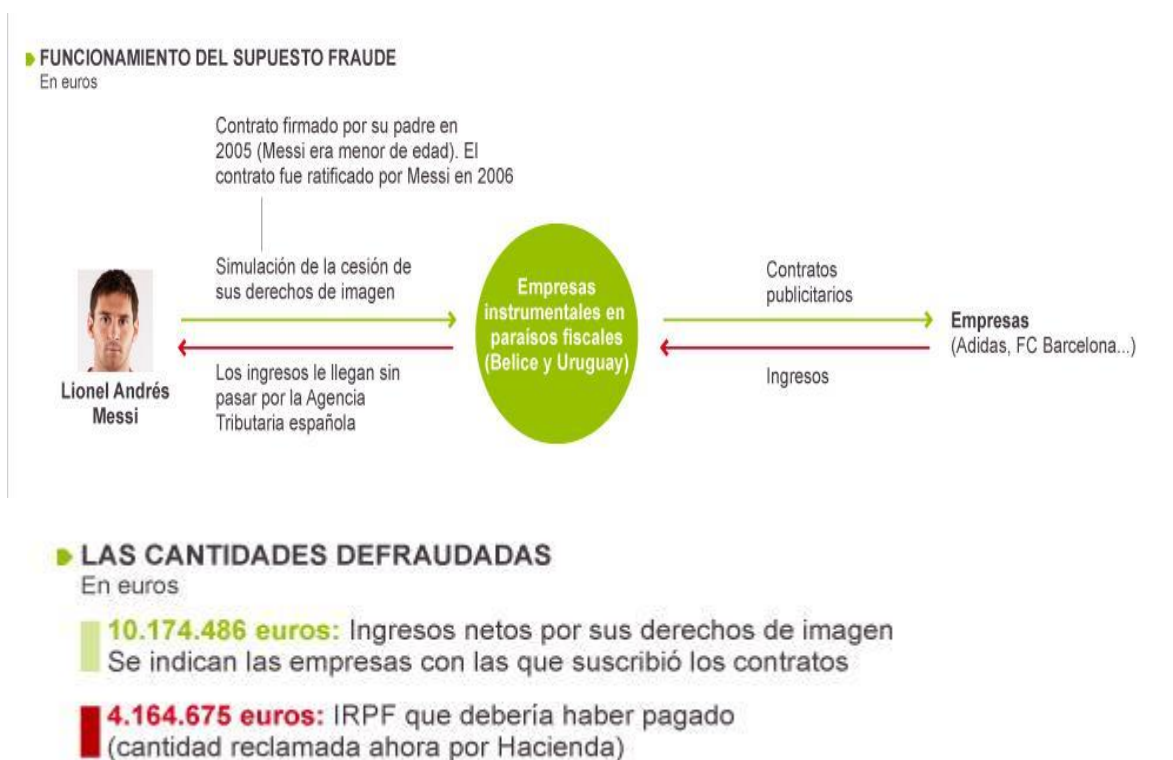 FUNCIONAMIENTO DEL SUPUESTO FRAUDE
En euros
Contrato firmado por su padre en
2005 (Messi era menor de edad). El
contrato fue ratificado por Messi en 2006
Simulación de la cesión de
sus derechos de imagen
Lionel Andrés
Messi
Los ingresos le llegan sin
pasar por la Agencia
Tributaria española
Empresas
instrumentales en
paraísos fiscales
(Belice y Uruguay)
Contratos
publicitarios
Ingresos
Empresas
(Adidas, FC Barcelona...)
LAS CANTIDADES DEFRAUDADAS
En euros
10.174.486 euros: Ingresos netos por sus derechos de imagen
Se indican las empresas con las que suscribió los contratos
4.164.675 euros: IRPF que debería haber pagado
(cantidad reclamada ahora por Hacienda)